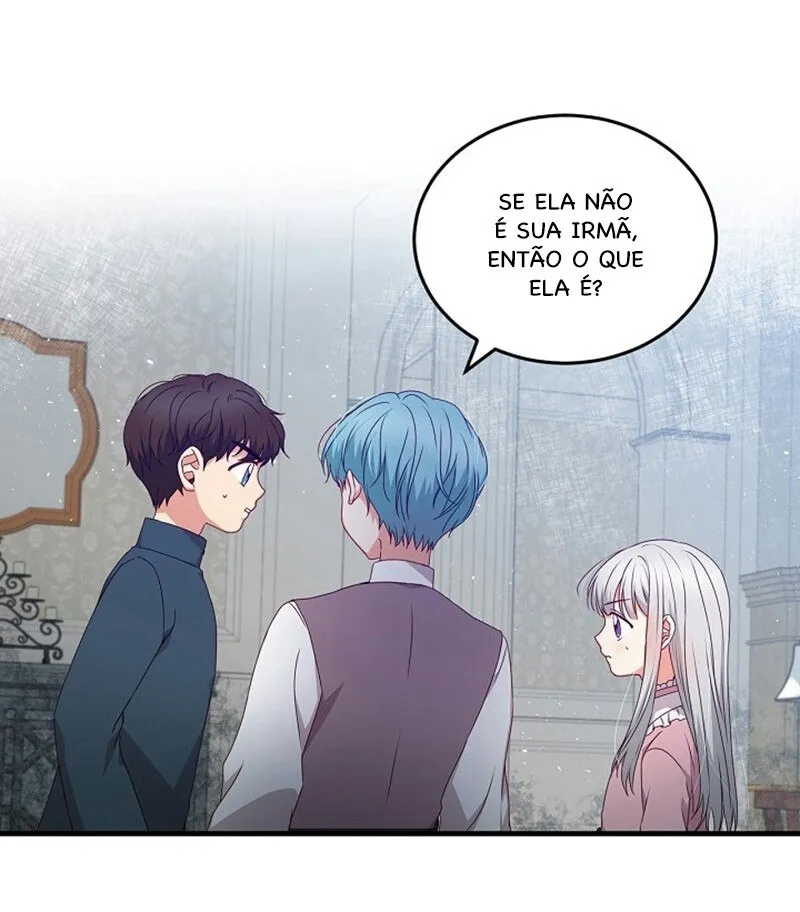 SE ELA NÃO
É SUA IRMÃ,
ENTÃO O QUE
ELA É?